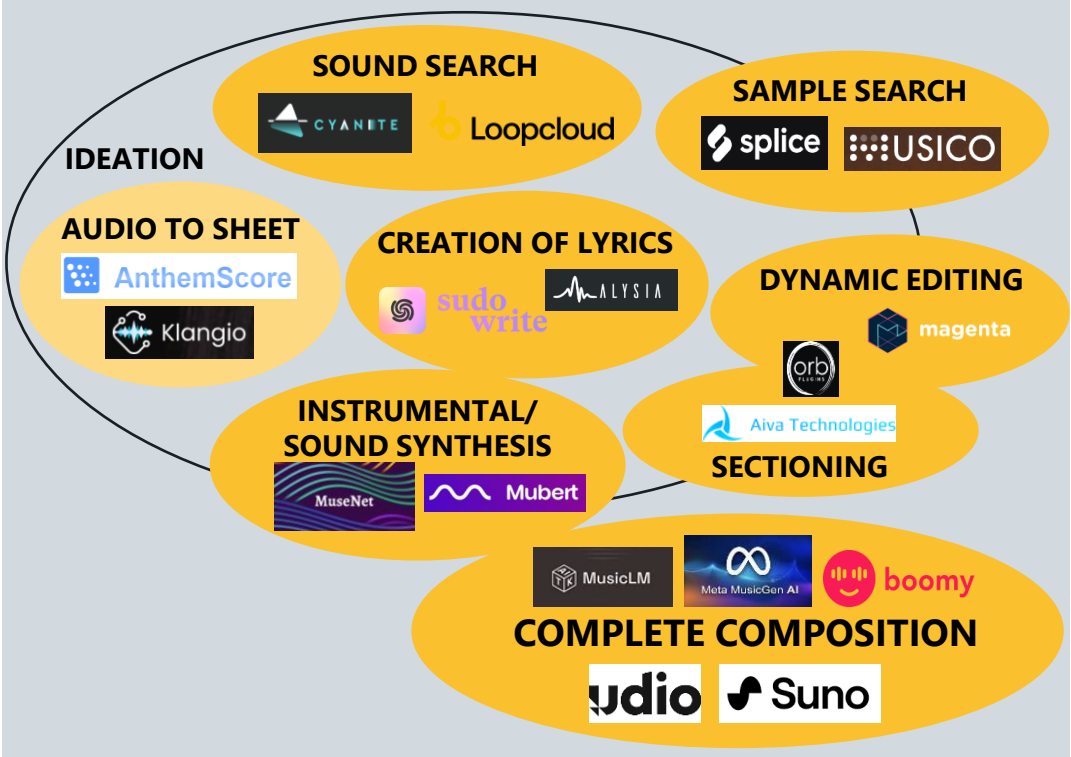 SOUND SEARCH
CYANITE
Loopcloud
SAMPLE SEARCH
splice
USICO
IDEATION
AUDIO TO SHEET
AnthemScore
Klangio
CREATION OF LYRICS
sudo
write
ALYSIA
DYNAMIC EDITING
magenta
orb
PLUGINS
Aiva Technologies
SECTIONING
INSTRUMENTAL/
SOUND SYNTHESIS
MuseNet
Mubert
MusicLM
Meta MusicGen AI
boomy
COMPLETE COMPOSITION
udio
Suno